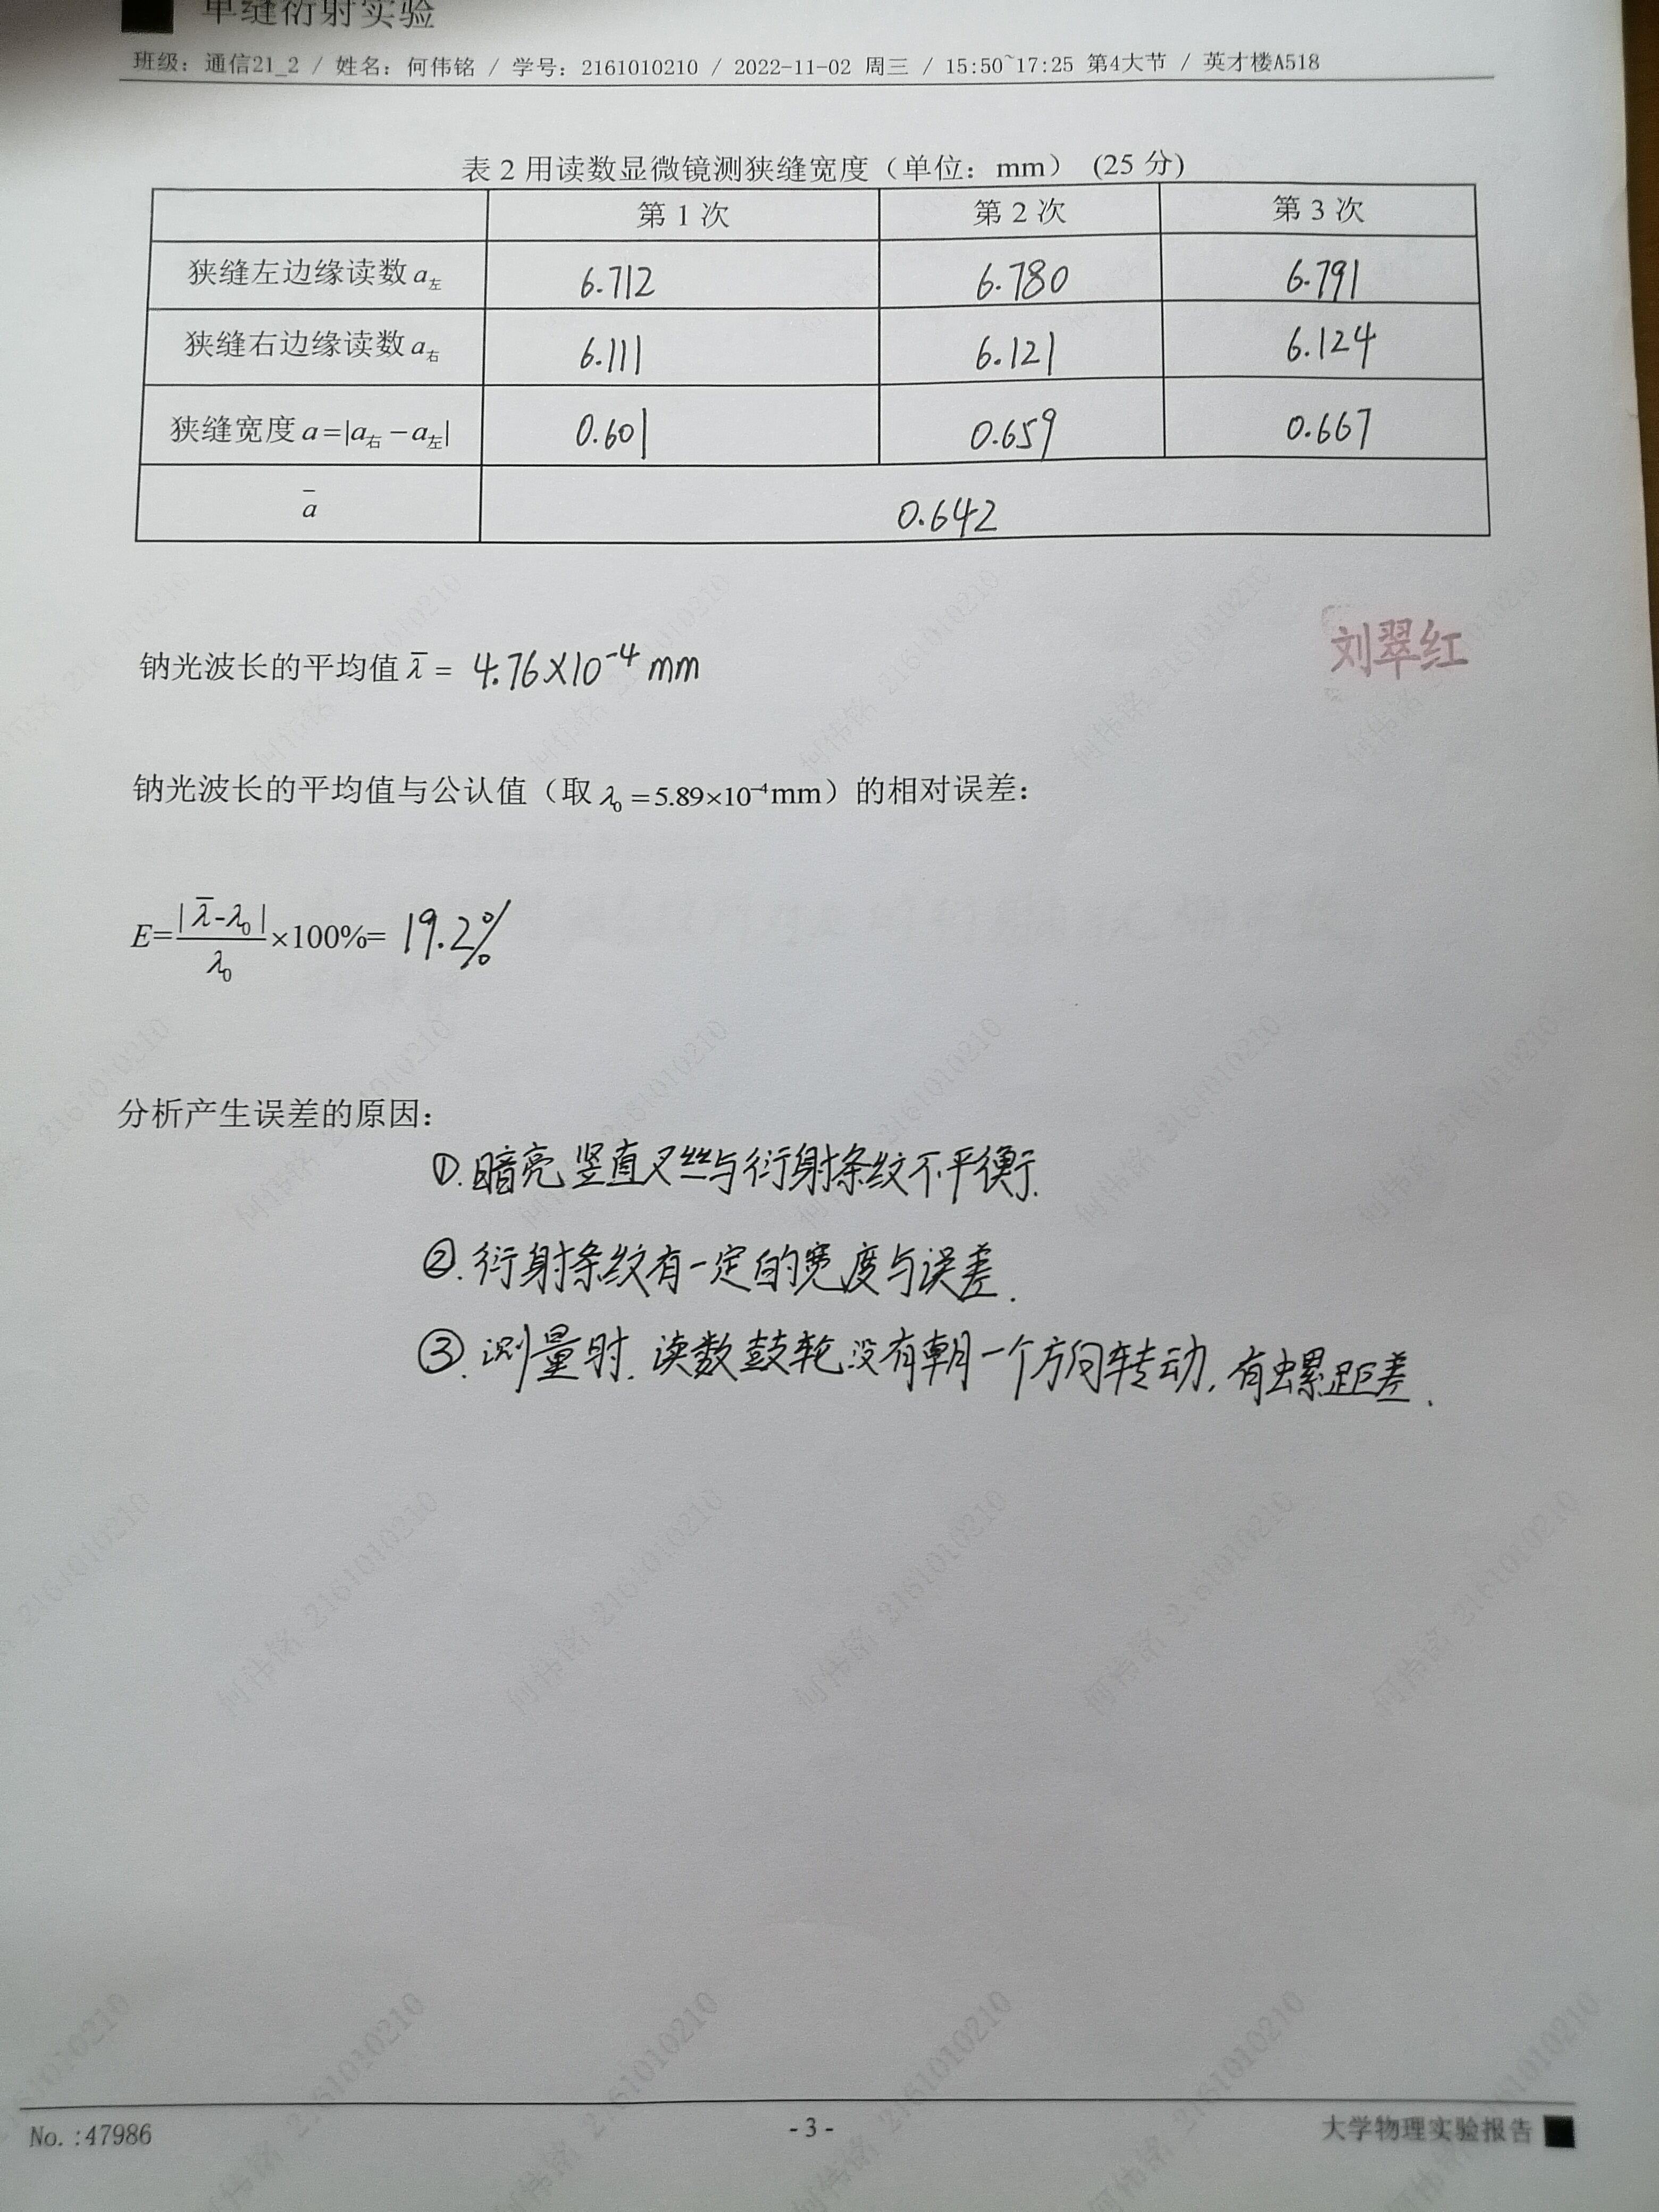 单缝衍射实验
班级：通信21_2 / 姓名：何伟铭 / 学号：2161010210 / 2022-11-02 周三 / 15:50~17:25 第4大节 / 英才楼A518
表 2 用读数显微镜测狭缝宽度（单位：mm） (25 分)
第 1 次 第 2 次 第 3 次
狭缝左边缘读数 a左 6.712 6.780 6.791
狭缝右边缘读数 a右 6.111 6.121 6.124
狭缝宽度 a=|a右 − a左| 0.601 0.659 0.667
a̅ 0.642
刘翠红
钠光波长的平均值 λ̅ = 4.76×10⁻⁴ mm
钠光波长的平均值与公认值（取 λ₀ = 5.89×10⁻⁴mm）的相对误差：
E=|λ̅-λ₀|/λ₀ ×100%= 19.2%
分析产生误差的原因：
①.暗亮竖直叉丝与衍射条纹不平衡.
②.衍射条纹有一定的宽度与误差.
③.测量时.读数鼓轮没有朝一个方向转动,有螺距差.
何伟铭 2161010210
No.:47986
- 3 -
大学物理实验报告